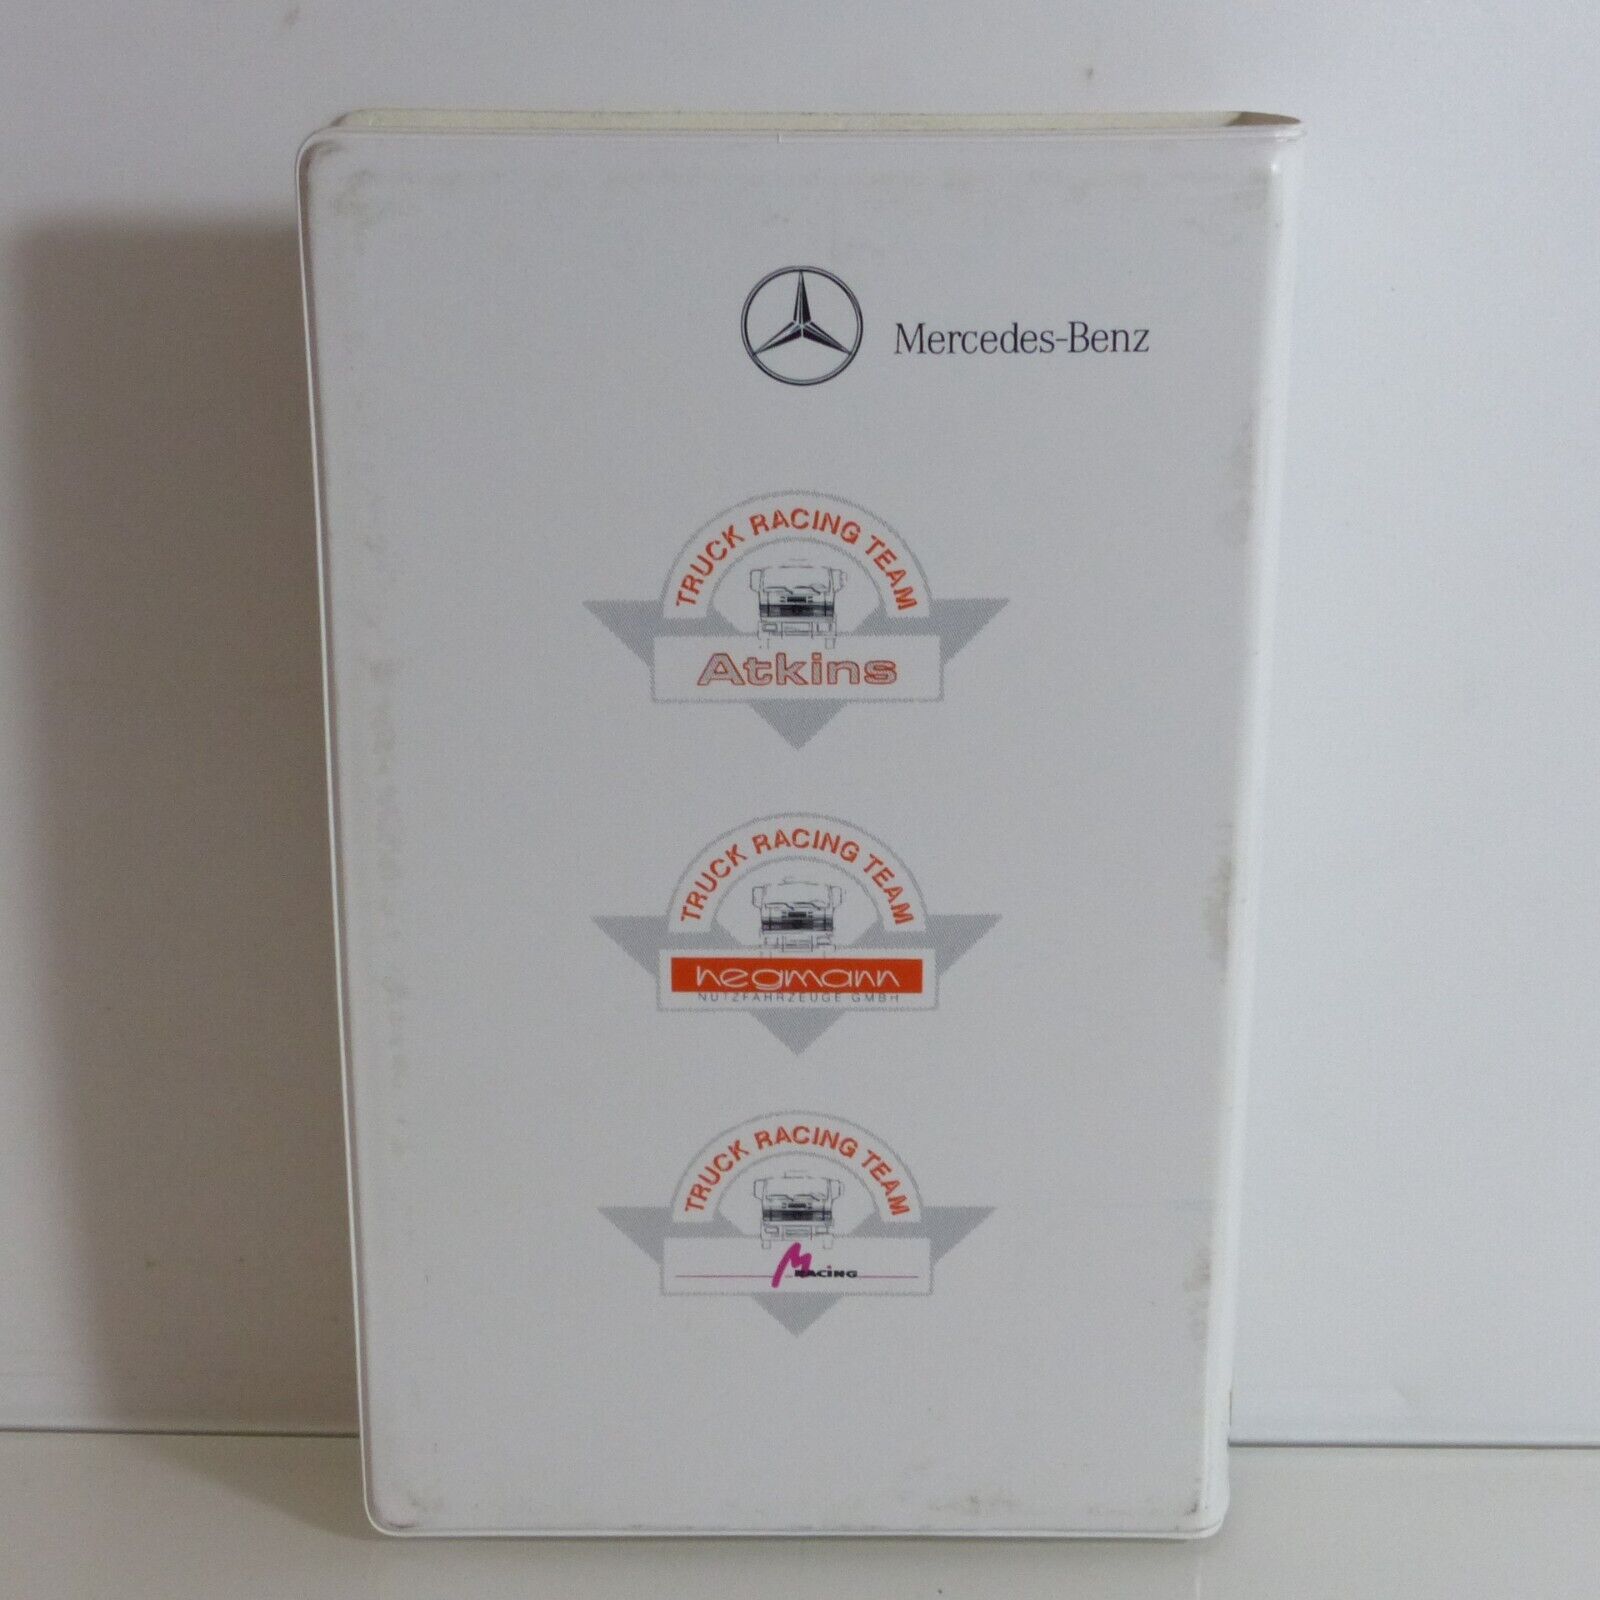 Mercedes-Benz
TRUCK RACING TEAM
Atkins
TRUCK RACING TEAM
hegmann
NUTZFAHRZEUGE GMBH
TRUCK RACING TEAM
M RACING